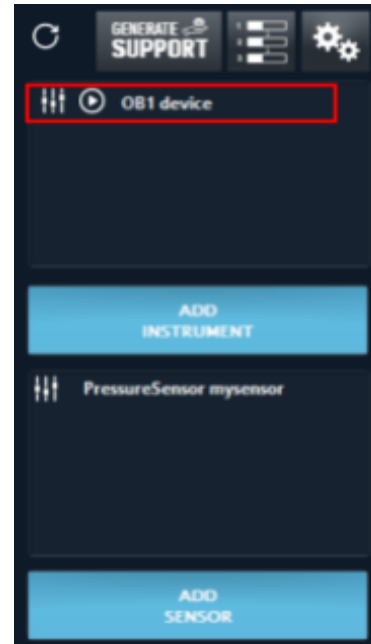 GENERATE
SUPPORT
OB1 device
ADD
INSTRUMENT
PressureSensor mysensor
ADD
SENSOR